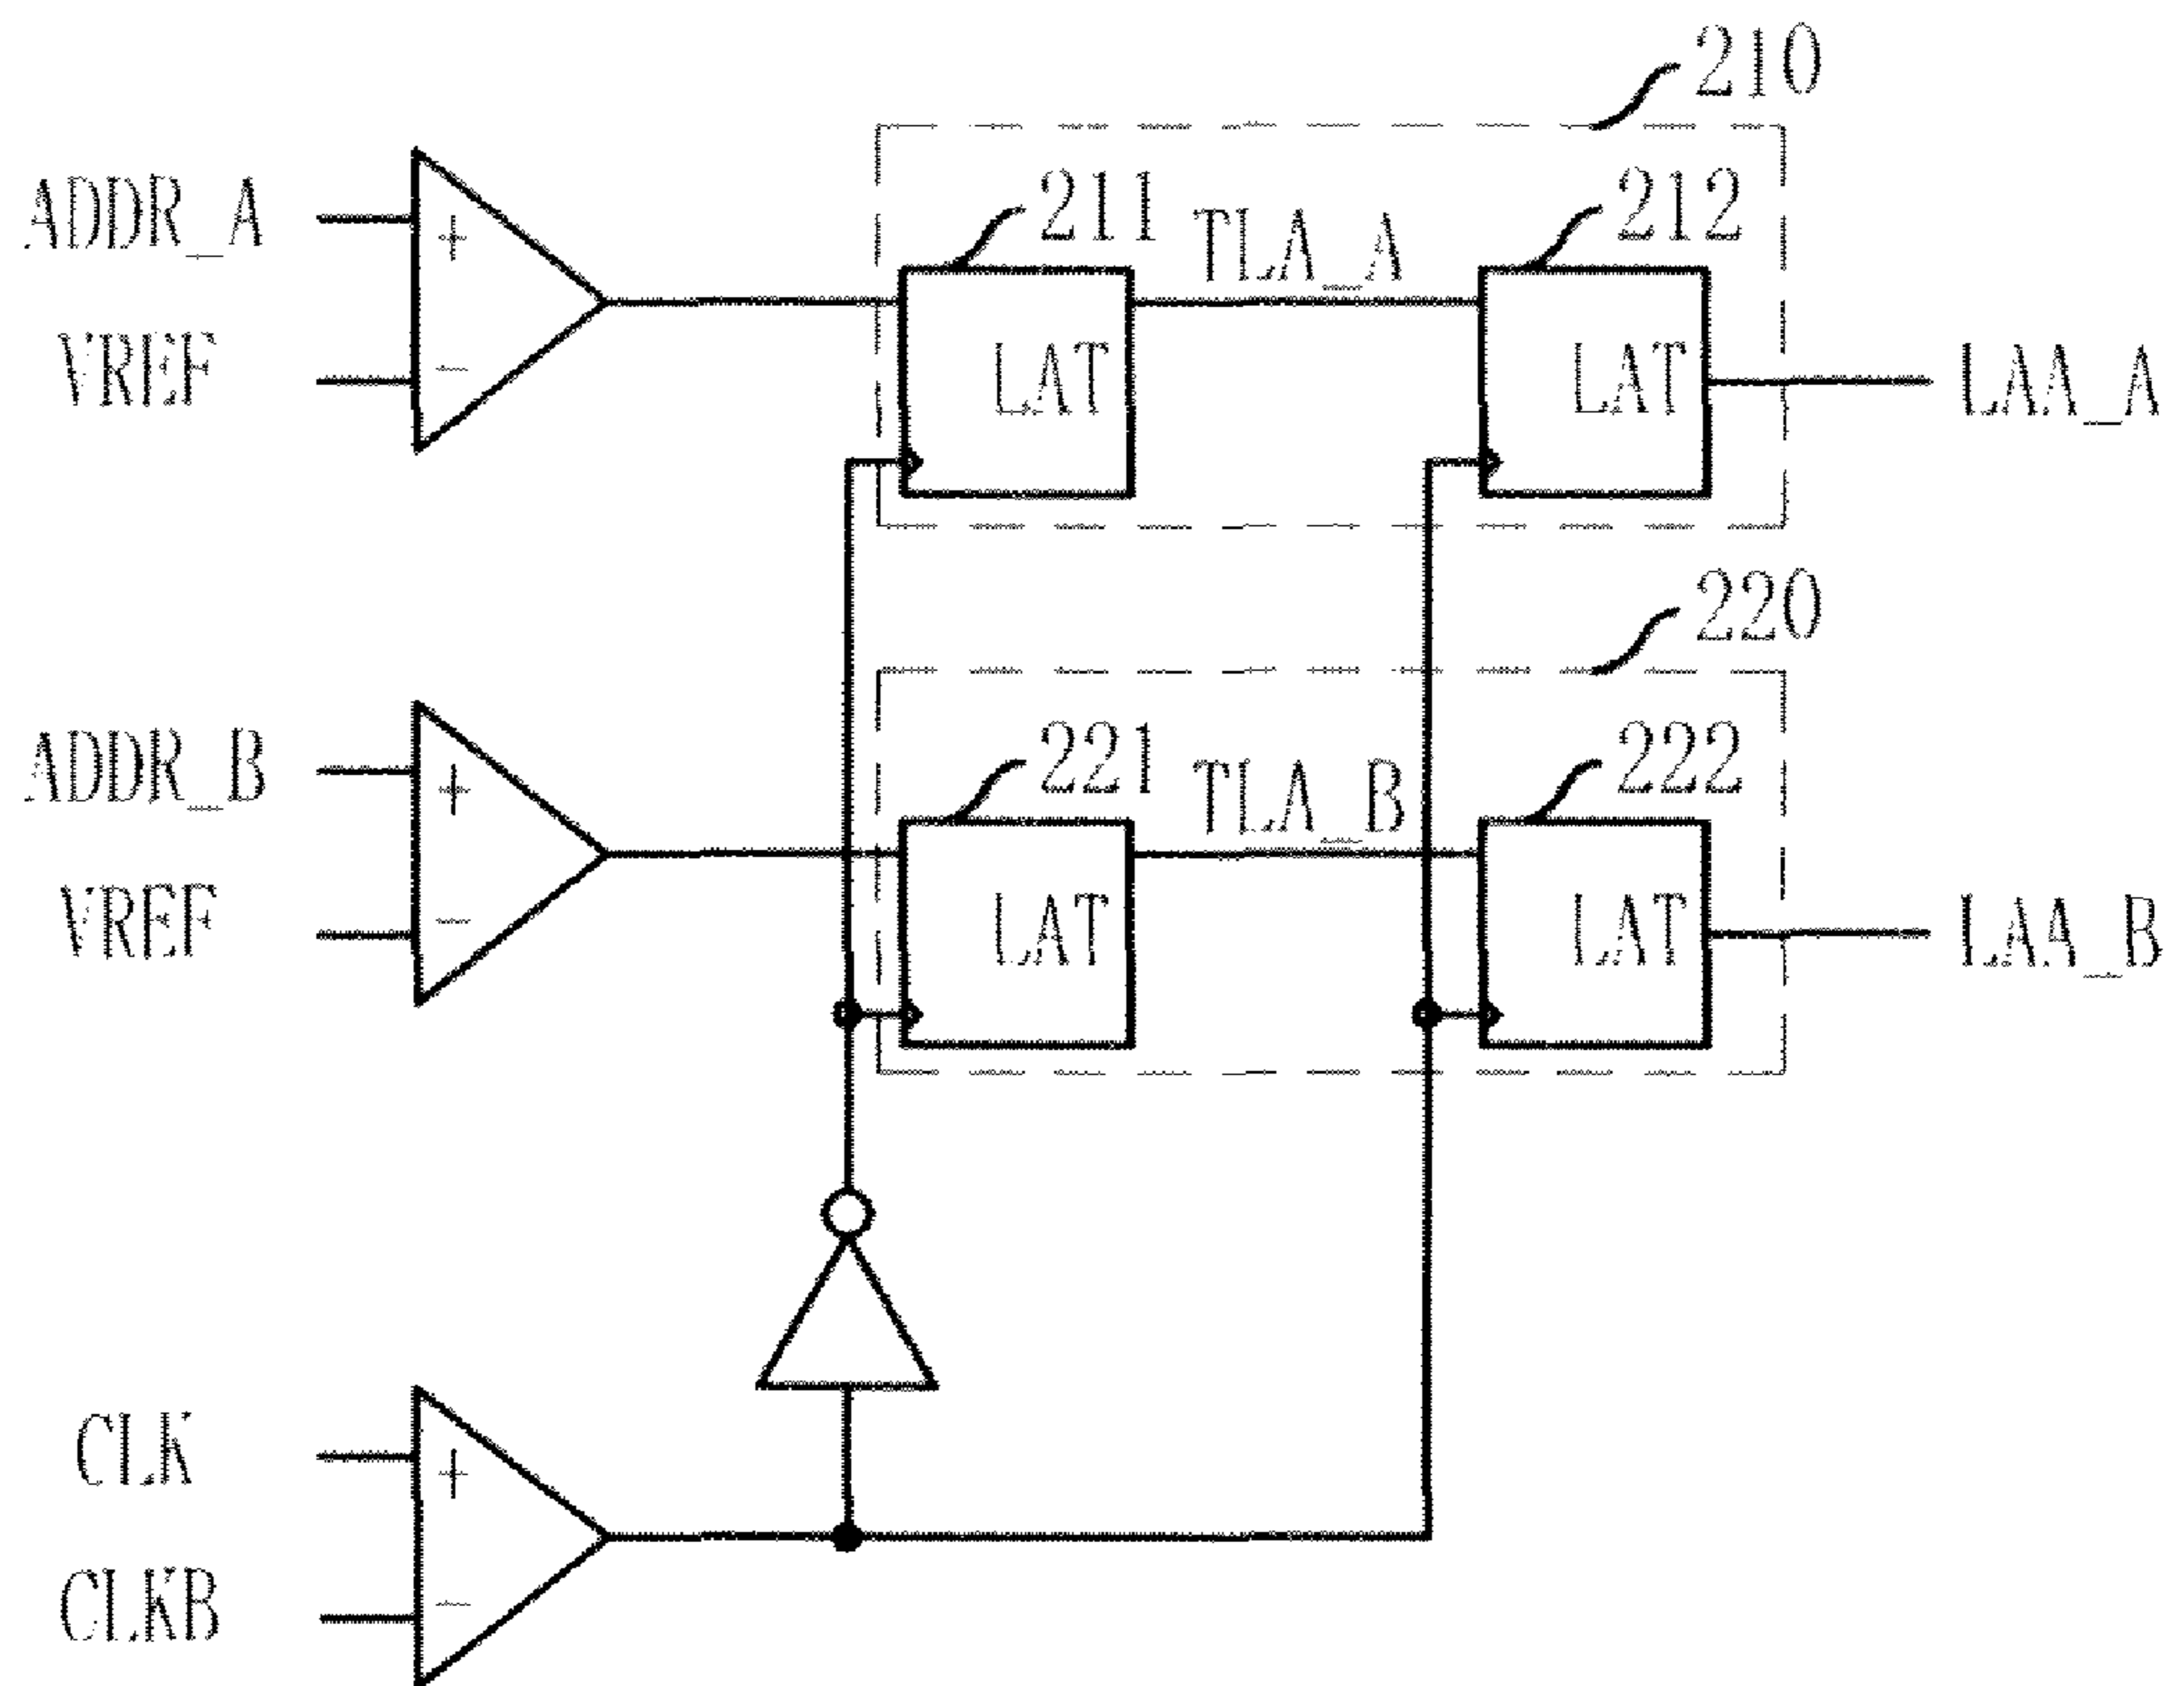 210
ADDR_A
+
211
TLA_A
212
VREF
-
LAT
LAT
LAA_A
220
ADDR_B
+
221
TLA_B
222
VREF
-
LAT
LAT
LAA_B
CLK
+
CLKB
-